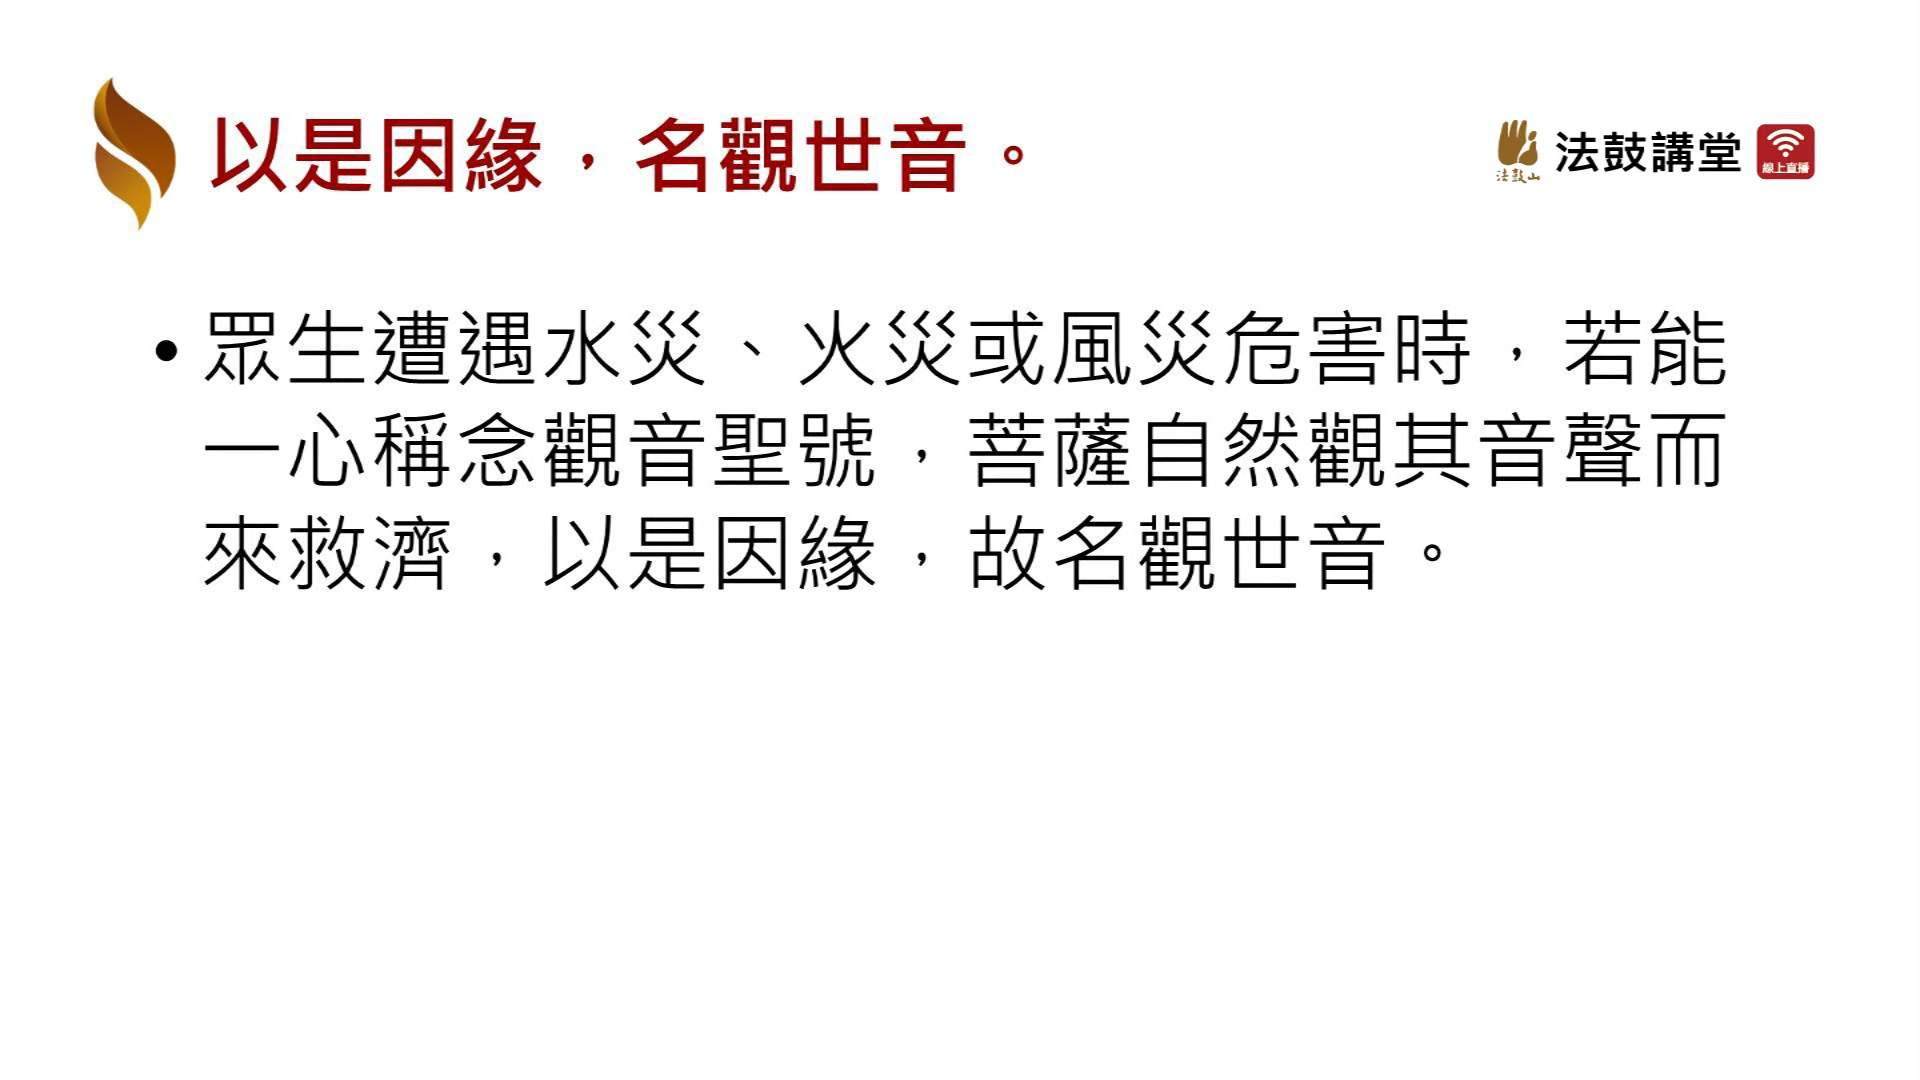 以是因緣，名觀世音。
法鼓山
法鼓講堂
線上直播
• 眾生遭遇水災、火災或風災危害時，若能
一心稱念觀音聖號，菩薩自然觀其音聲而
來救濟，以是因緣，故名觀世音。